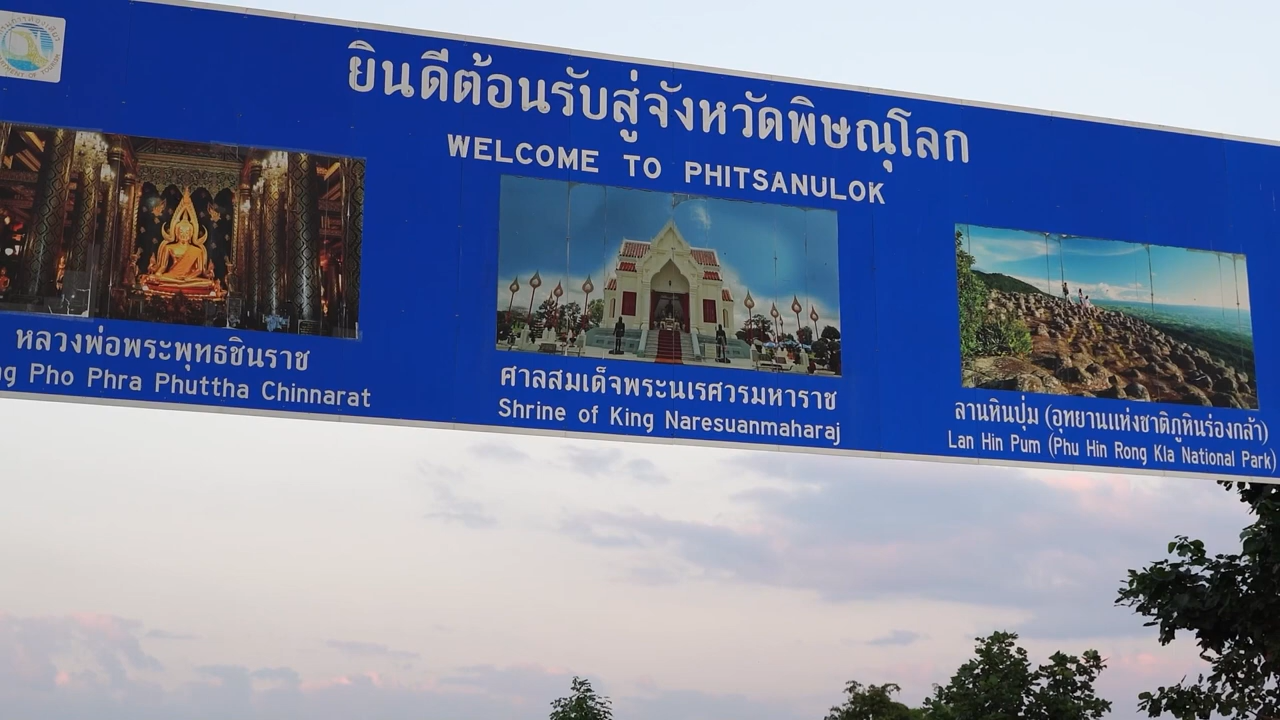 ยินดีต้อนรับสู่จังหวัดพิษณุโลก
WELCOME TO PHITSANULOK
หลวงพ่อพระพุทธชินราช
ng Pho Phra Phuttha Chinnarat
ศาลสมเด็จพระนเรศวรมหาราช
Shrine of King Naresuanmaharaj
ลานหินปุ่ม (อุทยานแห่งชาติภูหินร่องกล้า)
Lan Hin Pum (Phu Hin Rong Kla National Park)